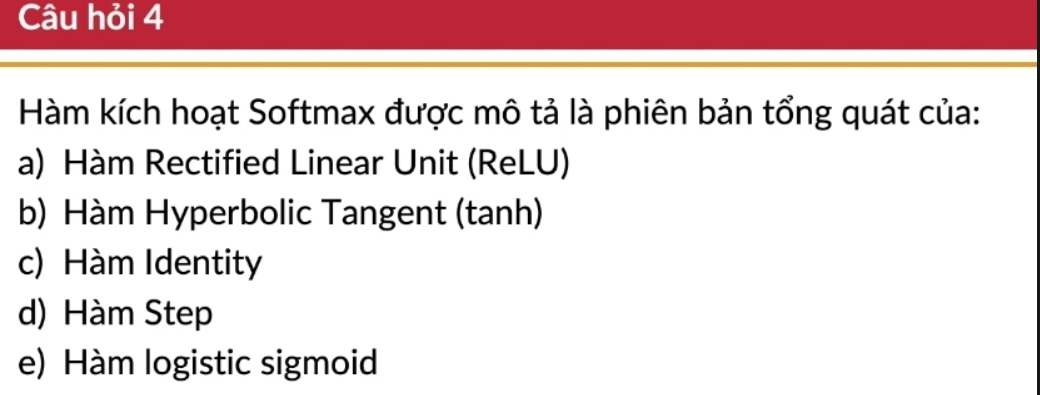 Câu hỏi 4
Hàm kích hoạt Softmax được mô tả là phiên bản tổng quát của:
a) Hàm Rectified Linear Unit (ReLU)
b) Hàm Hyperbolic Tangent (tanh)
c) Hàm Identity
d) Hàm Step
e) Hàm logistic sigmoid